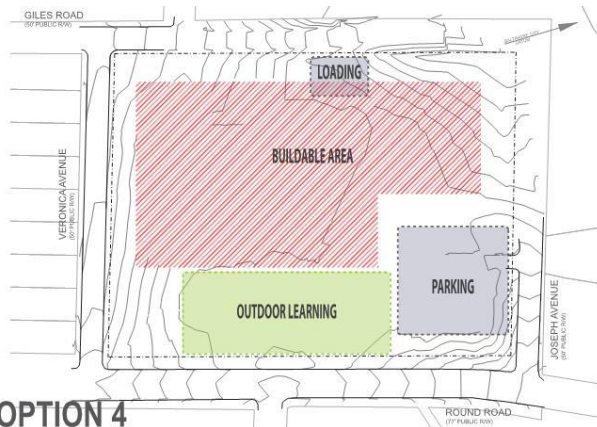 GILES ROAD
(50' PUBLIC R/W)
LOADING
BUILDABLE AREA
VERONICA AVENUE
(50' PUBLIC R/W)
PARKING
OUTDOOR LEARNING
JOSEPH AVENUE
(50' PUBLIC R/W)
OPTION 4
ROUND ROAD
(77' PUBLIC R/W)